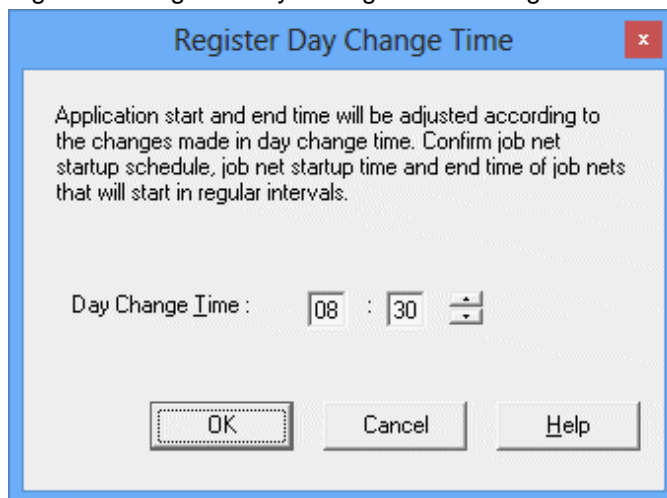 Register Day Change Time
x
Application start and end time will be adjusted according to
the changes made in day change time. Confirm job net
startup schedule, job net startup time and end time of job nets
that will start in regular intervals.
Day Change Time : 08 : 30
OK Cancel Help